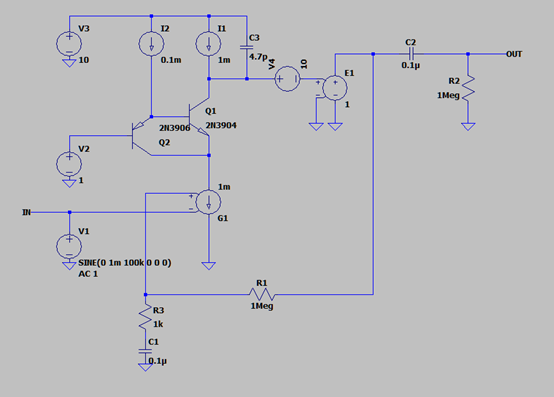 V3
I2
I1
C3
C2
10
0.1m
1m
4.7p
V4
10
E1
0.1µ
OUT
1
R2
1Meg
Q1
2N3906
2N3904
Q2
V2
1
1m
IN
G1
V1
SINE(0 1m 100k 0 0 0)
AC 1
R1
R3
1Meg
1k
C1
0.1µ
+
-
+
-
+
-
+
-
+
-
+
-
+
-